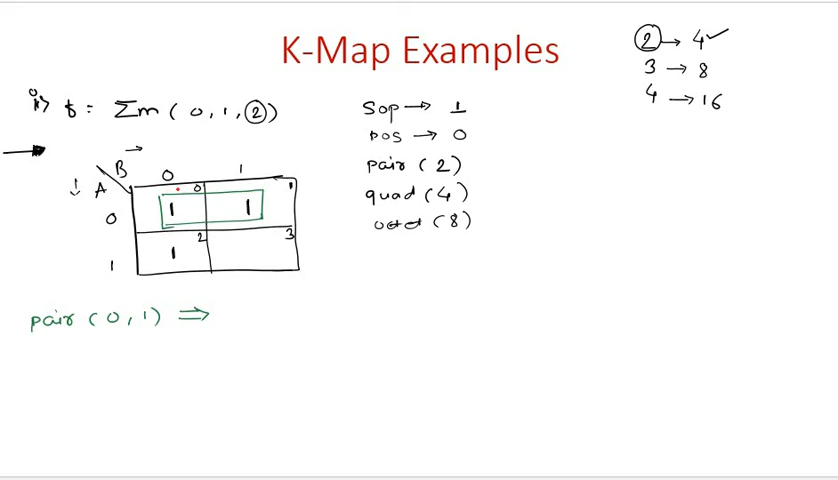 K-Map Examples
2 → 4 ✓
3 → 8
4 → 16
i> f = Σm ( 0, 1, 2)
SOP → 1
POS → 0
pair (2)
quad (4)
octet (8)
→
B
↓ A
0 1
0 1 0 1 1
1 1 2 3
pair ( 0, 1 ) ⇒